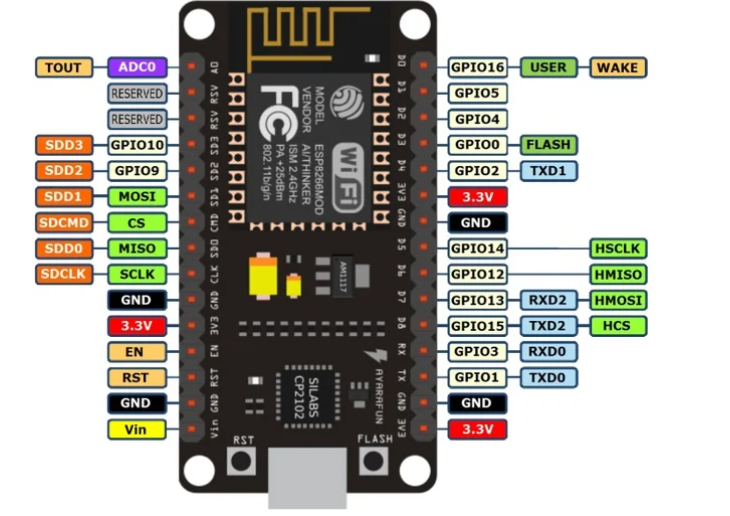 TOUT ADC0
RESERVED
RESERVED
SDD3 GPIO10
SDD2 GPIO9
SDD1 MOSI
SDCMD CS
SDD0 MISO
SDCLK SCLK
GND
3.3V
EN
RST
GND
Vin
A0
RSV
RSV
SD3
SD2
SD1
CMD
SD0
CLK
GND
3V3
EN
RST
GND
Vin
MODEL ESP8266MOD
VENDOR AI/THINKER
ISM 2.4GHz
PA +25dBm
802.11b/g/n
FC
Wi Fi
AM1117
SILABS
CP2102
AYARAFUN
RST
FLASH
D0
D1
D2
D3
D4
3V3
GND
D5
D6
D7
D8
RX
TX
GND
3V3
GPIO16 USER WAKE
GPIO5
GPIO4
GPIO0 FLASH
GPIO2 TXD1
3.3V
GND
GPIO14 HSCLK
GPIO12 HMISO
GPIO13 RXD2 HMOSI
GPIO15 TXD2 HCS
GPIO3 RXD0
GPIO1 TXD0
GND
3.3V